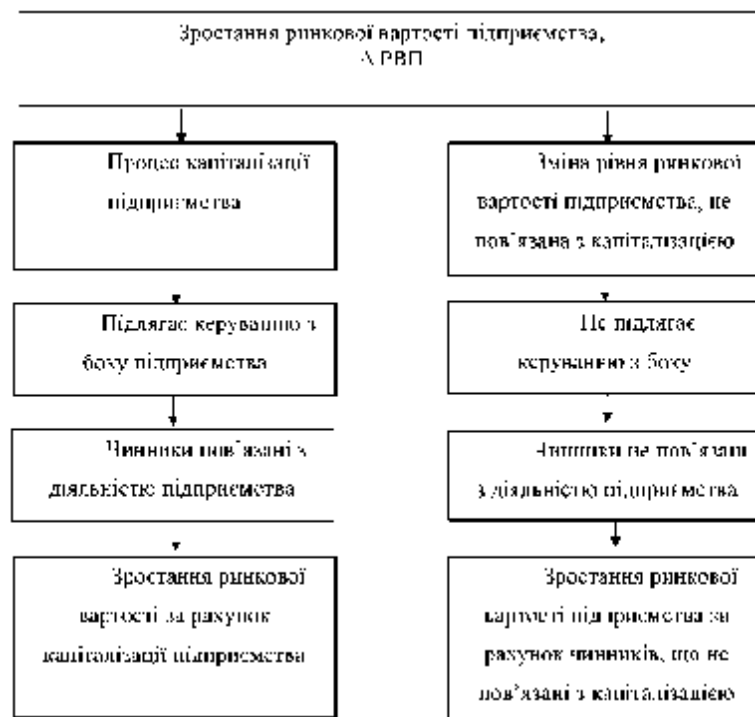 Зростання ринкової вартості підприємства,
Δ РВП
Процес капіталізації
підприємства
Зміна рівня ринкової
вартості підприємства, не
пов'язана з капіталізацією
Підлягає керуванню з
боку підприємства
Не підлягає
керуванню з боку
Чинники пов'язані з
діяльністю підприємства
Чинники не пов'язані
з діяльністю підприємства
Зростання ринкової
вартості за рахунок
капіталізації підприємства
Зростання ринкової
вартості підприємства за
рахунок чинників, що не
пов'язані з капіталізацією